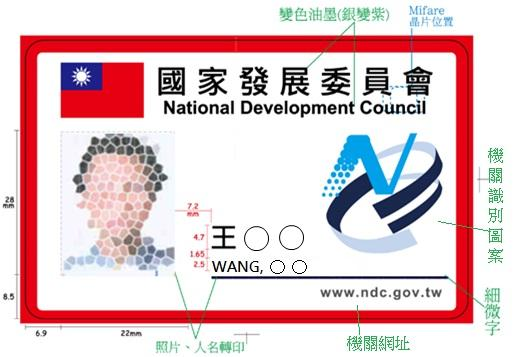 變色油墨(銀變紫)
Mifare
晶片位置
國家發展委員會
National Development Council
機關識別圖案
28
mm
7.2
mm
4.7
1.65
2.5
王○○
WANG, ○ ○
www.ndc.gov.tw
細微字
8.5
6.9
22mm
照片、人名轉印
機關網址